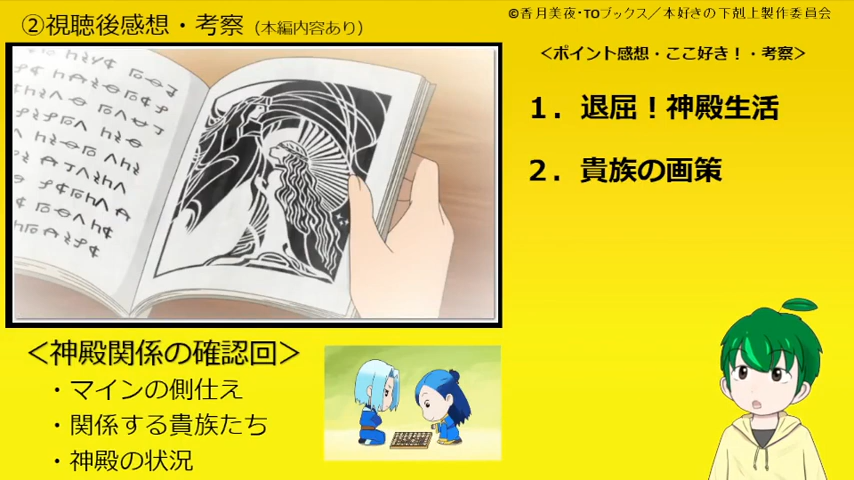 ②視聴後感想・考察（本編内容あり）
©香月美夜・TOブックス／本好きの下剋上製作委員会
＜ポイント感想・ここ好き！・考察＞
１．退屈！神殿生活
２．貴族の画策
＜神殿関係の確認回＞
・マインの側仕え
・関係する貴族たち
・神殿の状況